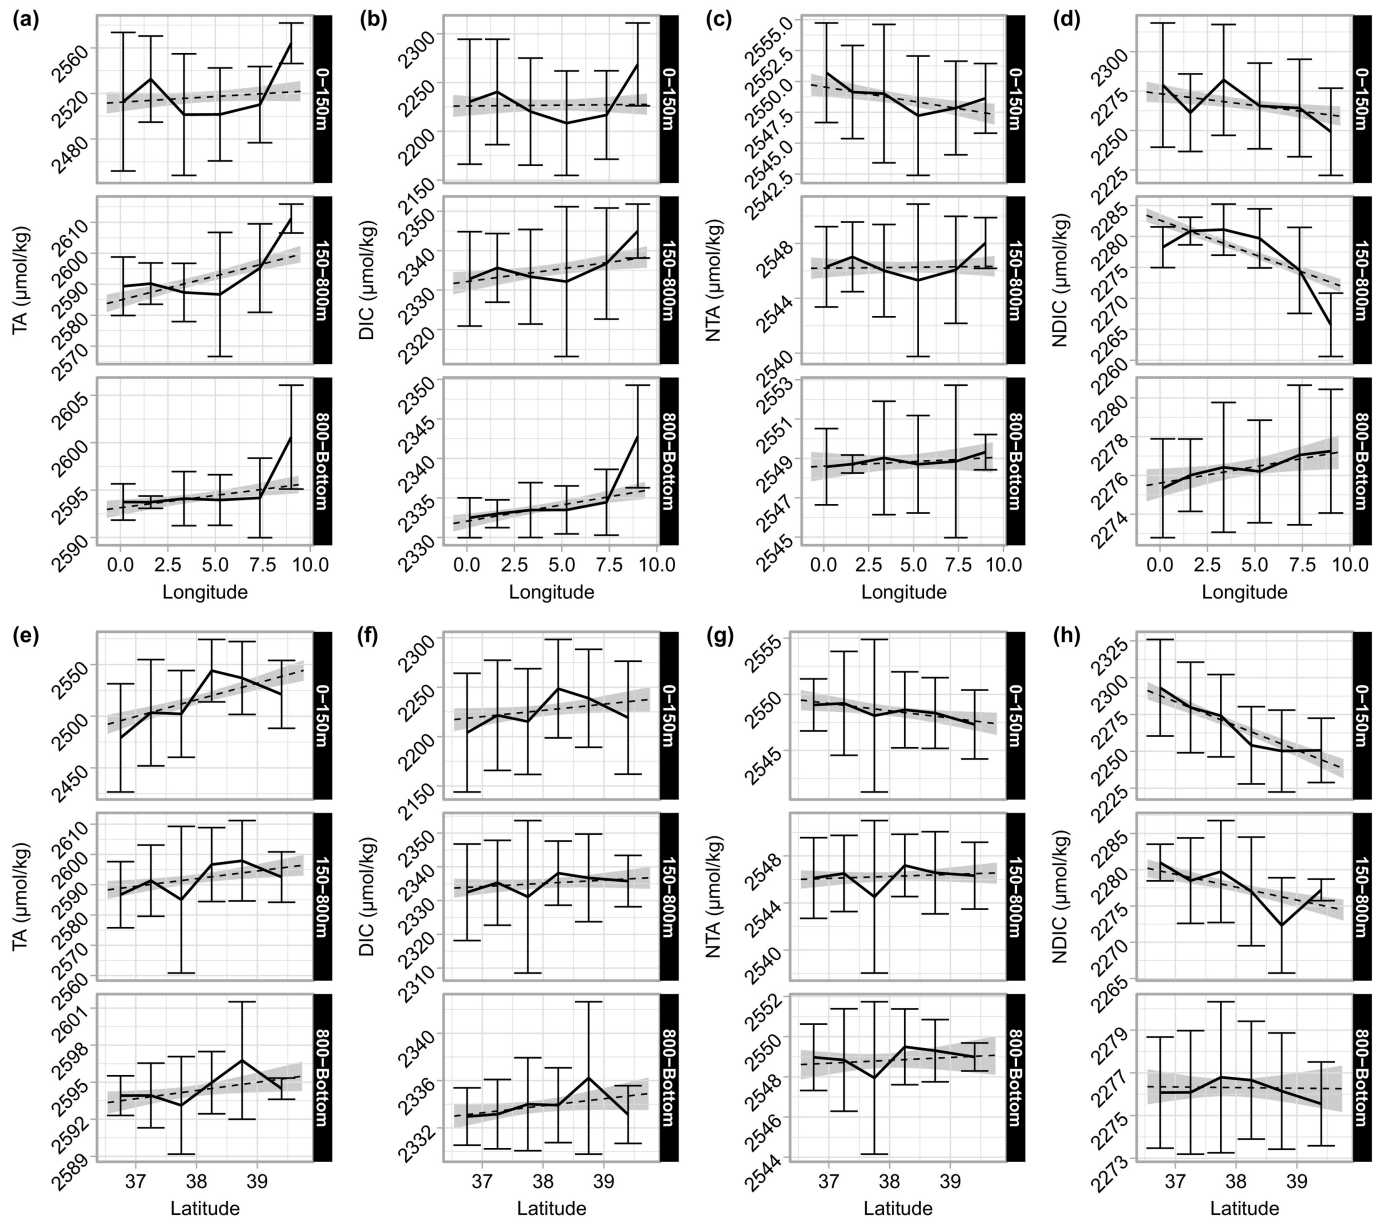 (a) (b) (c) (d)
2560
2520
2480
0−150m
2300
2250
2200
2150
0−150m
2555.0
2552.5
2550.0
2547.5
2545.0
2542.5
0−150m
2300
2275
2250
2225
0−150m
TA (µmol/kg)
2610
2600
2590
2580
2570
150−800m
DIC (µmol/kg)
2350
2340
2330
2320
150−800m
NTA (µmol/kg)
2548
2544
2540
150−800m
NDIC (µmol/kg)
2285
2280
2275
2270
2265
2260
150−800m
2605
2600
2595
2590
800−Bottom
2350
2345
2340
2335
2330
800−Bottom
2553
2551
2549
2547
2545
800−Bottom
2280
2278
2276
2274
800−Bottom
0.0 2.5 5.0 7.5 10.0 0.0 2.5 5.0 7.5 10.0 0.0 2.5 5.0 7.5 10.0 0.0 2.5 5.0 7.5 10.0
Longitude Longitude Longitude Longitude
(e) (f) (g) (h)
2550
2500
2450
0−150m
2300
2250
2200
2150
0−150m
2555
2550
2545
0−150m
2325
2300
2275
2250
2225
0−150m
TA (µmol/kg)
2610
2600
2590
2580
2570
2560
150−800m
DIC (µmol/kg)
2350
2340
2330
2320
2310
150−800m
NTA (µmol/kg)
2548
2544
2540
150−800m
NDIC (µmol/kg)
2285
2280
2275
2270
2265
150−800m
2601
2598
2595
2592
2589
800−Bottom
2340
2336
2332
800−Bottom
2552
2550
2548
2546
2544
800−Bottom
2279
2277
2275
2273
800−Bottom
37 38 39 37 38 39 37 38 39 37 38 39
Latitude Latitude Latitude Latitude